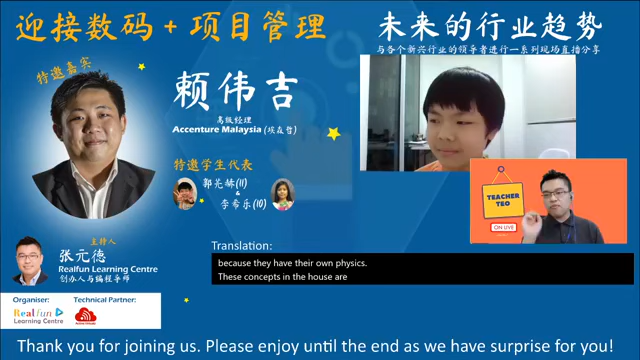 迎接数码 + 项目管理
未来的行业趋势
与各个新兴行业的领导者进行一系列现场直播分享
特邀嘉宾
赖伟吉
高级经理
Accenture Malaysia (埃森哲)
特邀学生代表
郭光赫(11)
&
李希乐(10)
TEACHER
TEO
ON LIVE
主持人
张元德
Realfun Learning Centre
创办人与编程导师
Translation:
because they have their own physics.
These concepts in the house are
Organiser:
Realfun
Learning Centre
Technical Partner:
Thank you for joining us. Please enjoy until the end as we have surprise for you!